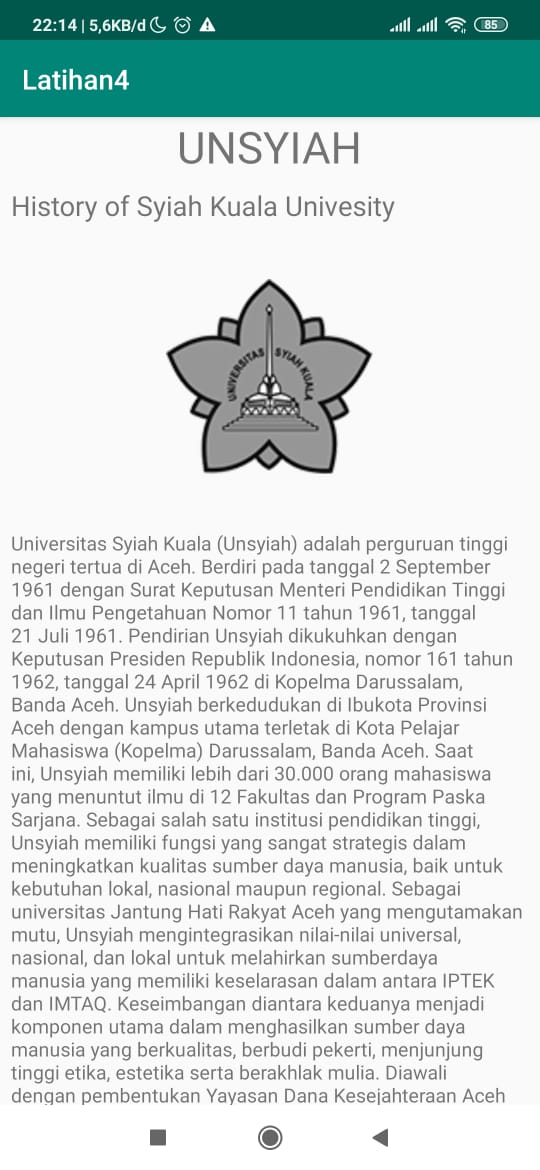 22:14 | 5,6KB/d
85
Latihan4
UNSYIAH
History of Syiah Kuala Univesity
UNIVERSITAS SYIAH KUALA
Universitas Syiah Kuala (Unsyiah) adalah perguruan tinggi
negeri tertua di Aceh. Berdiri pada tanggal 2 September
1961 dengan Surat Keputusan Menteri Pendidikan Tinggi
dan Ilmu Pengetahuan Nomor 11 tahun 1961, tanggal
21 Juli 1961. Pendirian Unsyiah dikukuhkan dengan
Keputusan Presiden Republik Indonesia, nomor 161 tahun
1962, tanggal 24 April 1962 di Kopelma Darussalam,
Banda Aceh. Unsyiah berkedudukan di Ibukota Provinsi
Aceh dengan kampus utama terletak di Kota Pelajar
Mahasiswa (Kopelma) Darussalam, Banda Aceh. Saat
ini, Unsyiah memiliki lebih dari 30.000 orang mahasiswa
yang menuntut ilmu di 12 Fakultas dan Program Paska
Sarjana. Sebagai salah satu institusi pendidikan tinggi,
Unsyiah memiliki fungsi yang sangat strategis dalam
meningkatkan kualitas sumber daya manusia, baik untuk
kebutuhan lokal, nasional maupun regional. Sebagai
universitas Jantung Hati Rakyat Aceh yang mengutamakan
mutu, Unsyiah mengintegrasikan nilai-nilai universal,
nasional, dan lokal untuk melahirkan sumberdaya
manusia yang memiliki keselarasan dalam antara IPTEK
dan IMTAQ. Keseimbangan diantara keduanya menjadi
komponen utama dalam menghasilkan sumber daya
manusia yang berkualitas, berbudi pekerti, menjunjung
tinggi etika, estetika serta berakhlak mulia. Diawali
dengan pembentukan Yayasan Dana Kesejahteraan Aceh